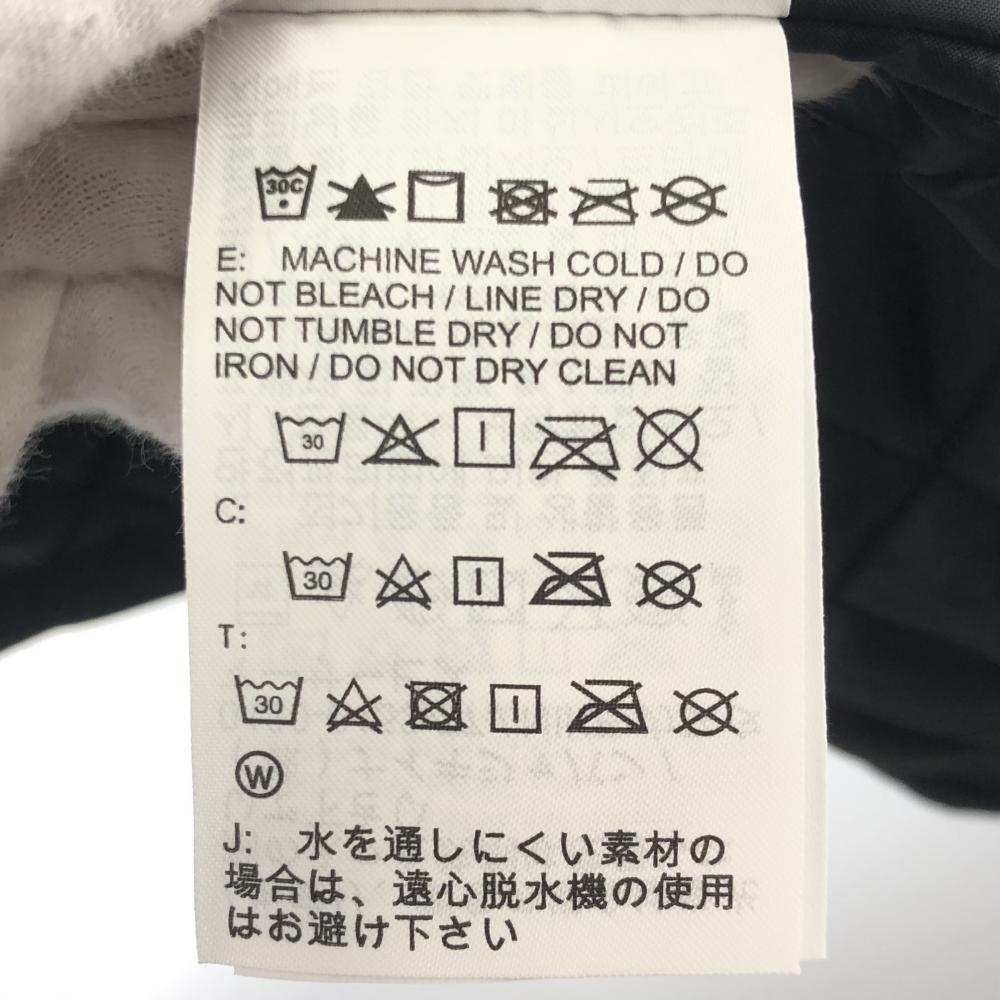 30C
E: MACHINE WASH COLD / DO
NOT BLEACH / LINE DRY / DO
NOT TUMBLE DRY / DO NOT
IRON / DO NOT DRY CLEAN
30
C:
30
T:
30
W
J: 水を通しにくい素材の
場合は、遠心脱水機の使用
はお避け下さい